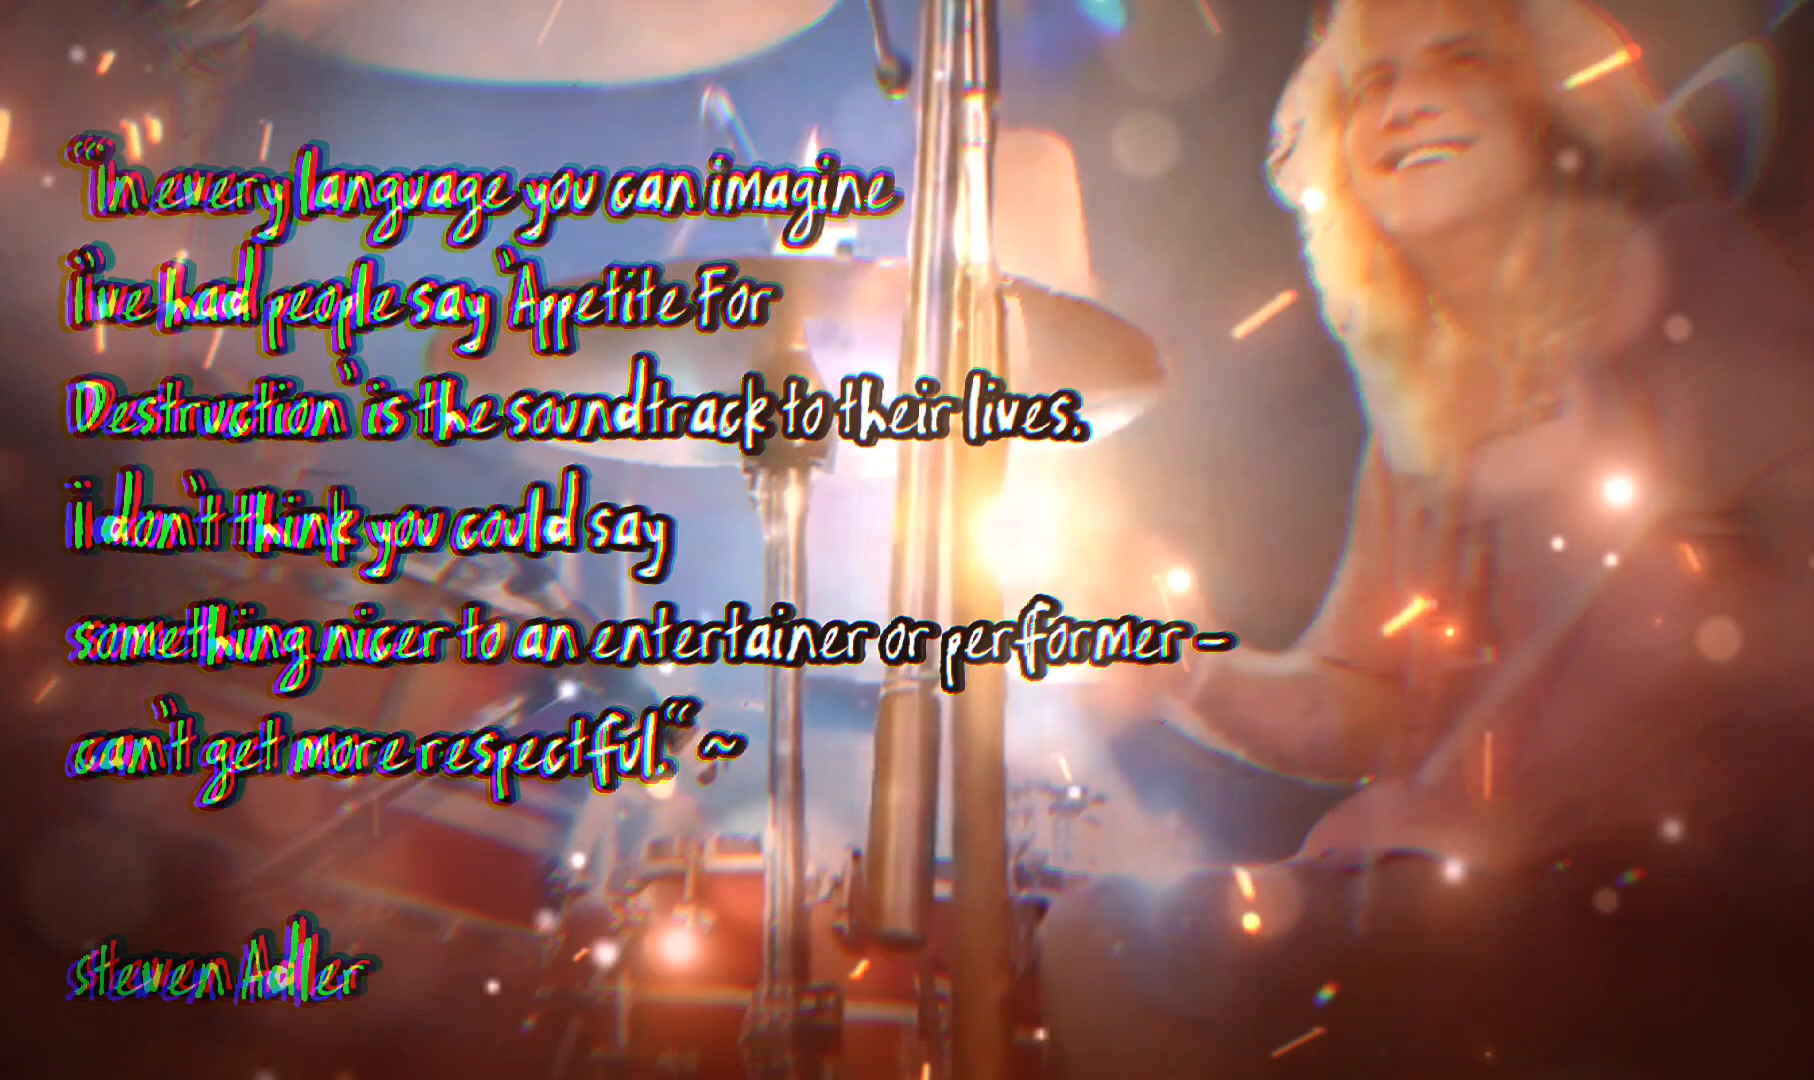 "In every language you can imagine
I've had people say "Appetite For
Destruction" is the soundtrack to their lives.
i don't think you could say
something nicer to an entertainer or performer -
can't get more respectful." ~
steven Adler